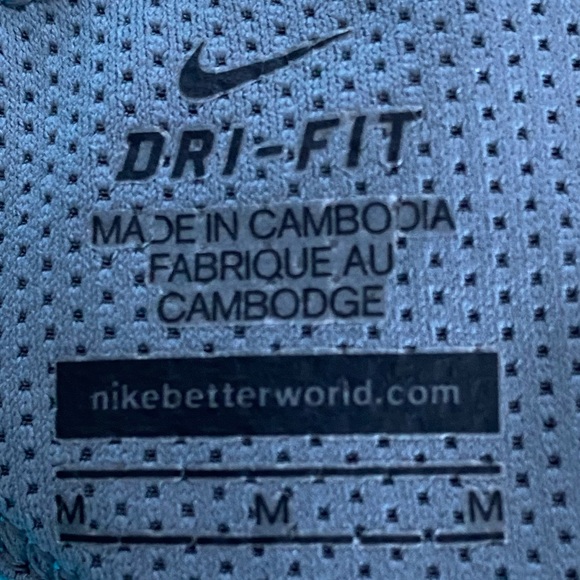 DRI-FIT
MADE IN CAMBODIA
FABRIQUE AU
CAMBODGE
nikebetterworld.com
M M M